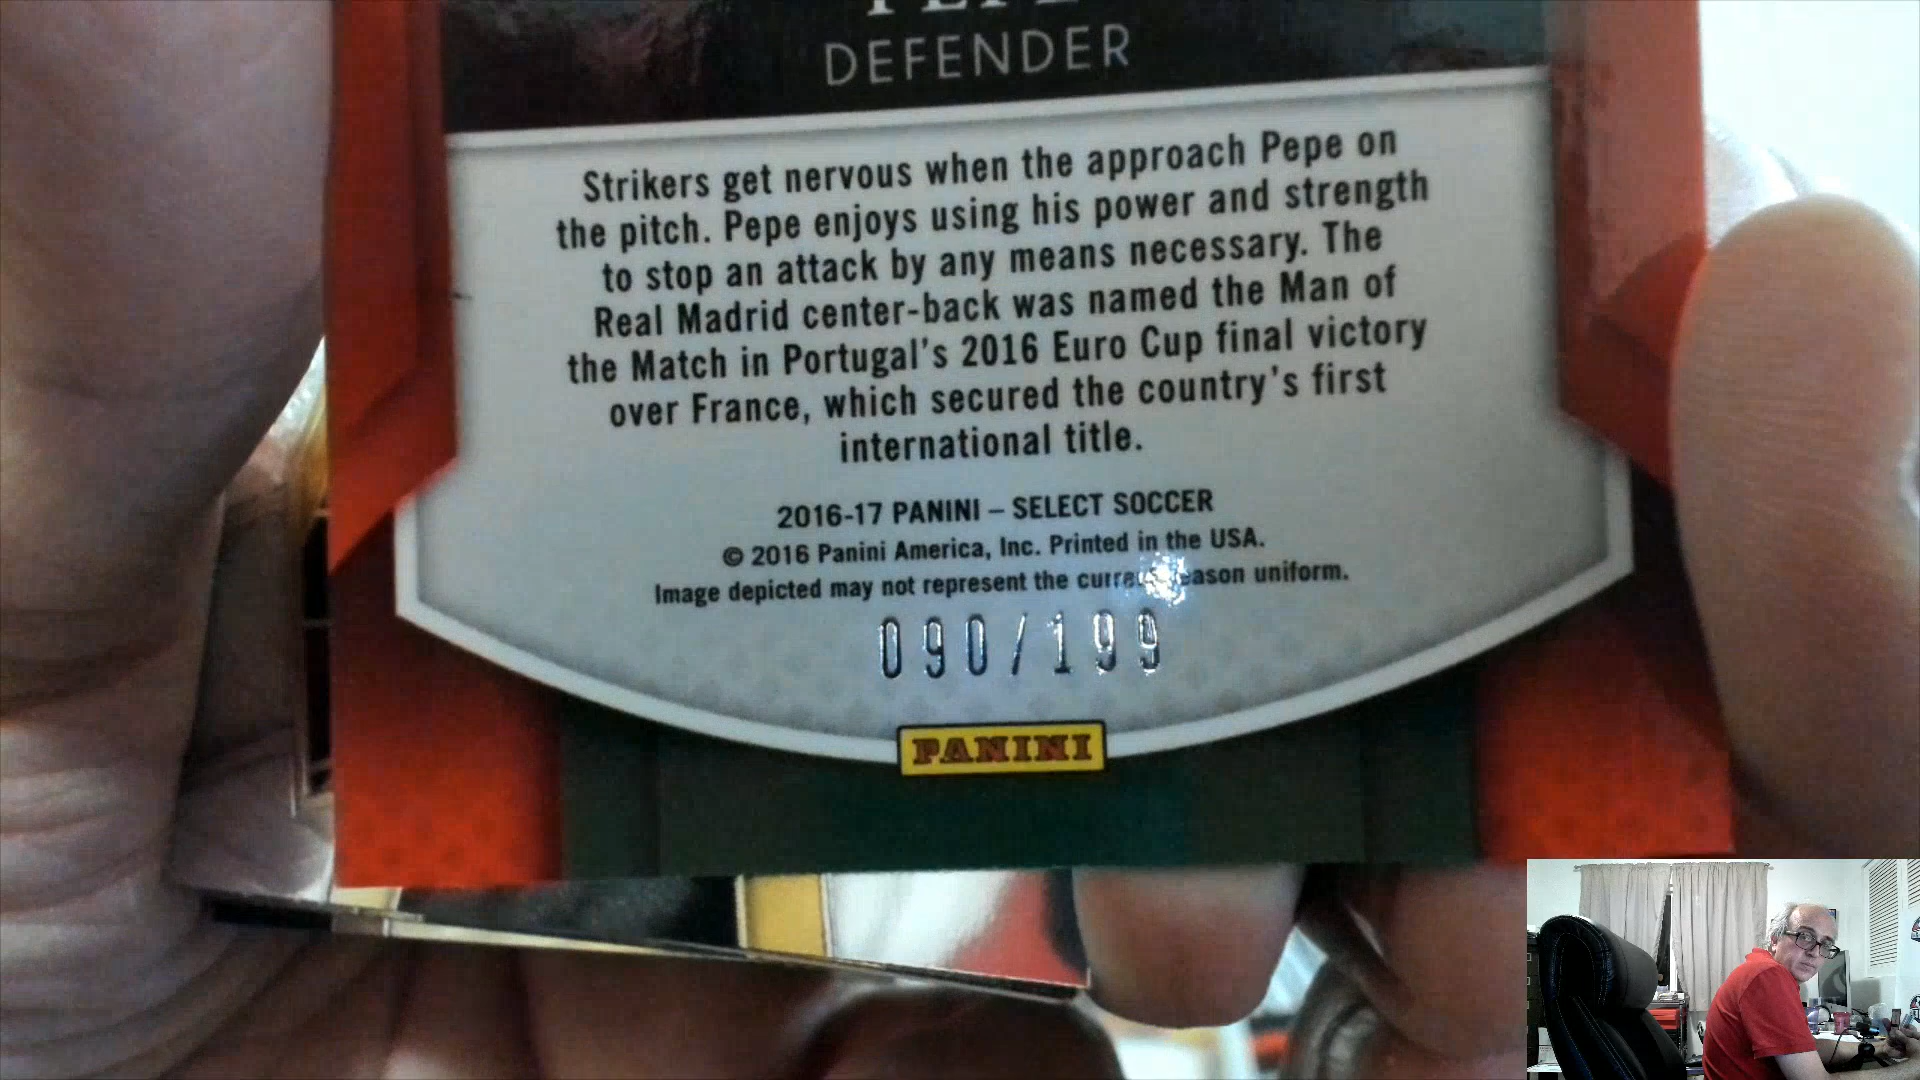 PEPE
DEFENDER
Strikers get nervous when the approach Pepe on
the pitch. Pepe enjoys using his power and strength
to stop an attack by any means necessary. The
Real Madrid center-back was named the Man of
the Match in Portugal's 2016 Euro Cup final victory
over France, which secured the country's first
international title.
2016-17 PANINI – SELECT SOCCER
© 2016 Panini America, Inc. Printed in the USA.
Image depicted may not represent the current season uniform.
090/199
PANINI